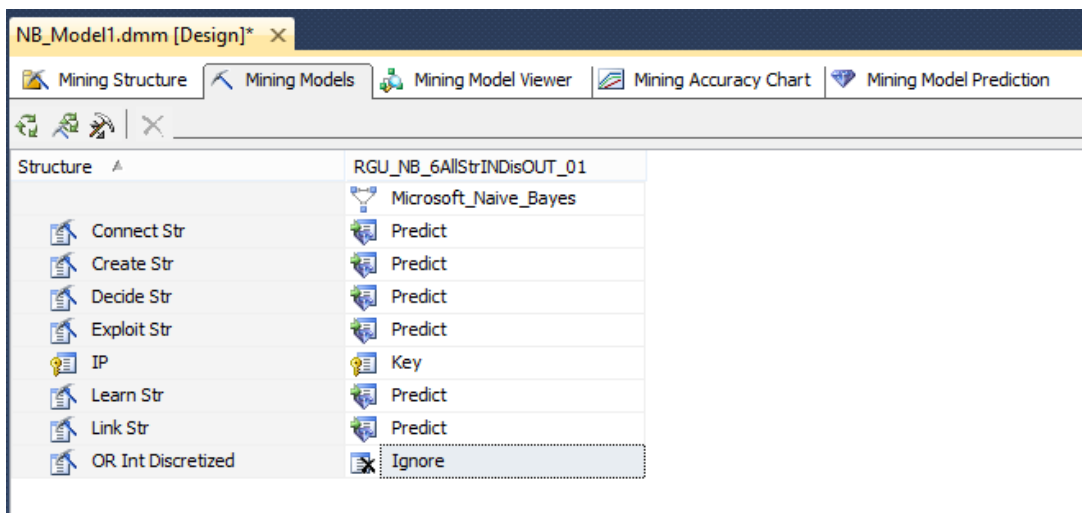 NB_Model1.dmm [Design]*
Mining Structure Mining Models Mining Model Viewer Mining Accuracy Chart Mining Model Prediction
Structure RGU_NB_6AllStrINDisOUT_01
Microsoft_Naive_Bayes
Connect Str Predict
Create Str Predict
Decide Str Predict
Exploit Str Predict
IP Key
Learn Str Predict
Link Str Predict
OR Int Discretized Ignore